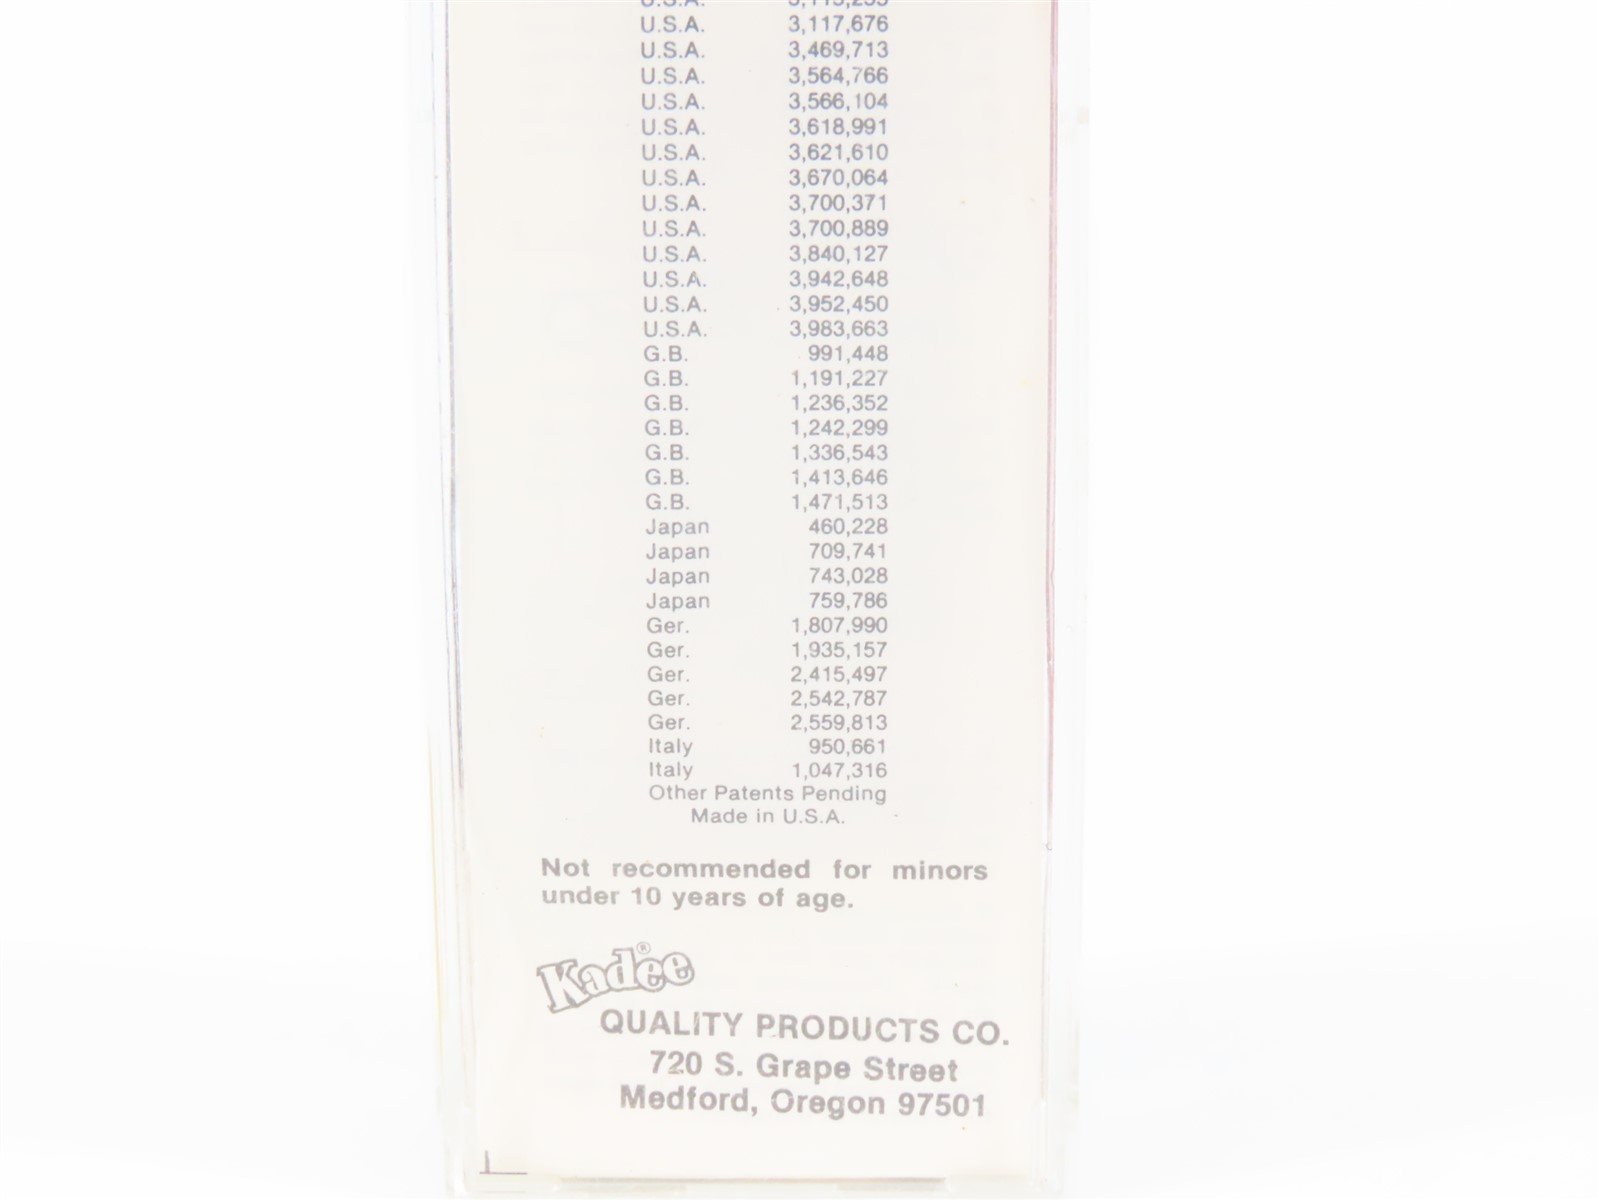 U.S.A. 3,117,676
U.S.A. 3,469,713
U.S.A. 3,564,766
U.S.A. 3,566,104
U.S.A. 3,618,991
U.S.A. 3,621,610
U.S.A. 3,670,064
U.S.A. 3,700,371
U.S.A. 3,700,889
U.S.A. 3,840,127
U.S.A. 3,942,648
U.S.A. 3,952,450
U.S.A. 3,983,663
G.B. 991,448
G.B. 1,191,227
G.B. 1,236,352
G.B. 1,242,299
G.B. 1,336,543
G.B. 1,413,646
G.B. 1,471,513
Japan 460,228
Japan 709,741
Japan 743,028
Japan 759,786
Ger. 1,807,990
Ger. 1,935,157
Ger. 2,415,497
Ger. 2,542,787
Ger. 2,559,813
Italy 950,661
Italy 1,047,316
Other Patents Pending
Made in U.S.A.
Not recommended for minors
under 10 years of age.
Kadee®
QUALITY PRODUCTS CO.
720 S. Grape Street
Medford, Oregon 97501